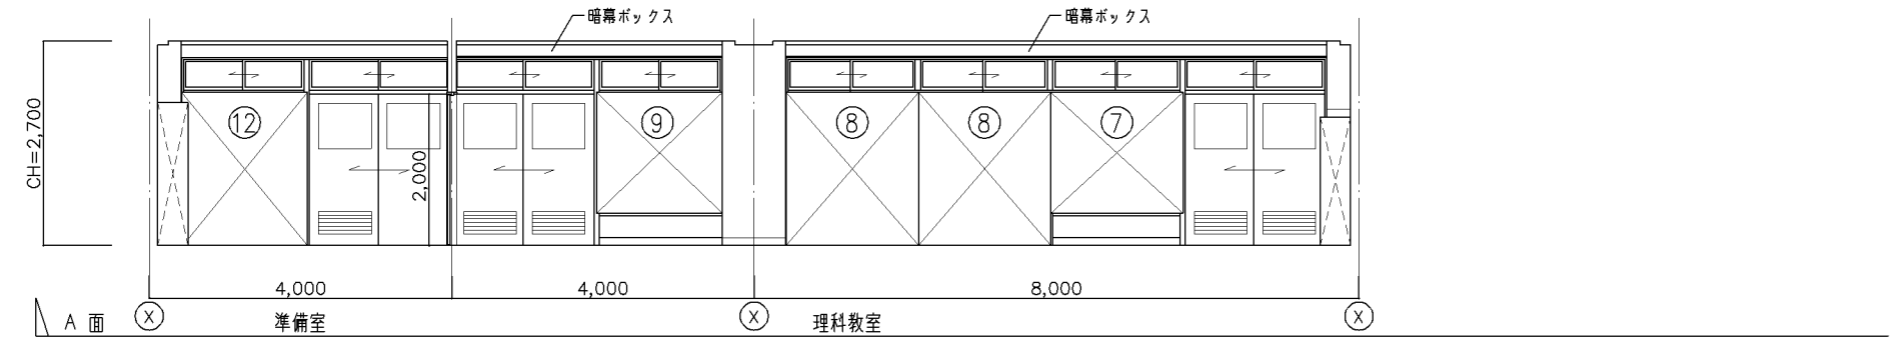 暗幕ボックス
暗幕ボックス
CH=2,700
⑫
⑨
⑧
⑧
⑦
2,000
4,000
4,000
8,000
A 面
X
準備室
X
理科教室
X